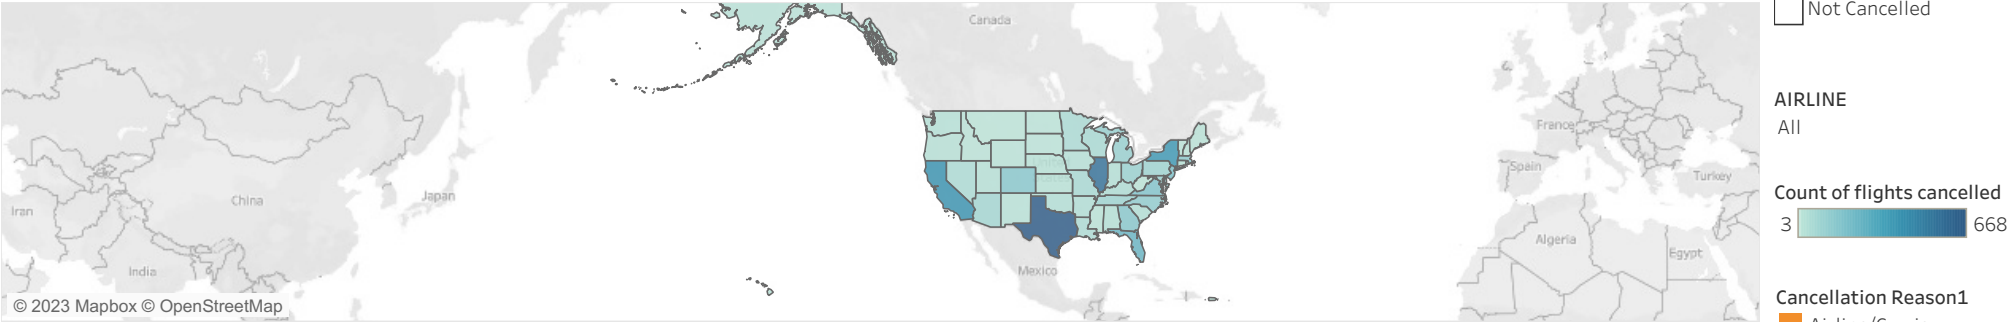 Canada
Not Cancelled
AIRLINE
All
France
Spain
Turkey
China
Japan
Iran
Count of flights cancelled
3
668
Algeria
Egypt
India
Mexico
© 2023 Mapbox © OpenStreetMap
Cancellation Reason1